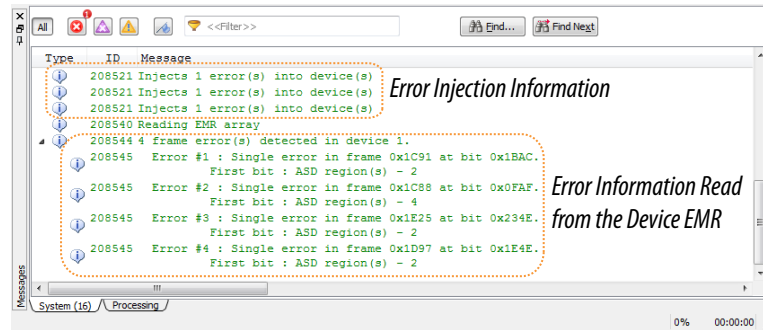 1
All
<<Filter>>
Find...
Find Next
Type ID Message
208521 Injects 1 error(s) into device(s)
208521 Injects 1 error(s) into device(s)
208521 Injects 1 error(s) into device(s)
Error Injection Information
208540 Reading EMR array
208544 4 frame error(s) detected in device 1.
208545 Error #1 : Single error in frame 0x1C91 at bit 0x1BAC.
First bit : ASD region(s) - 2
208545 Error #2 : Single error in frame 0x1C88 at bit 0x0FAF.
First bit : ASD region(s) - 4
208545 Error #3 : Single error in frame 0x1E25 at bit 0x234E.
First bit : ASD region(s) - 2
208545 Error #4 : Single error in frame 0x1D97 at bit 0x1E4E.
First bit : ASD region(s) - 2
Error Information Read
from the Device EMR
Messages
System (16)
Processing
0% 00:00:00